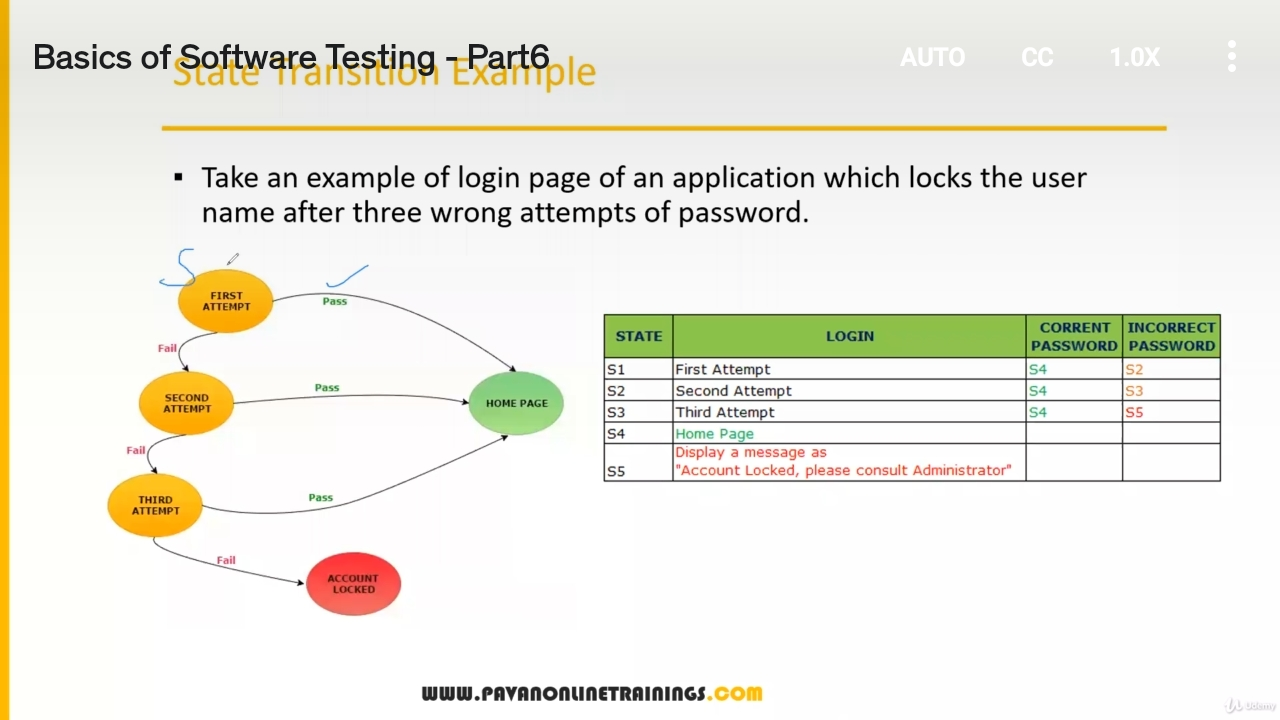 Basics of Software Testing - Part6
AUTO CC 1.0X
State Transition Example
▪ Take an example of login page of an application which locks the user
name after three wrong attempts of password.
S
FIRST
ATTEMPT
Pass
Fail
SECOND
ATTEMPT
Pass
HOME PAGE
Fail
THIRD
ATTEMPT
Pass
Fail
ACCOUNT
LOCKED
STATE LOGIN CORRENT PASSWORD INCORRECT PASSWORD
S1 First Attempt S4 S2
S2 Second Attempt S4 S3
S3 Third Attempt S4 S5
S4 Home Page
Display a message as
S5 "Account Locked, please consult Administrator"
WWW.PAVANONLINETRAININGS.COM
Udemy